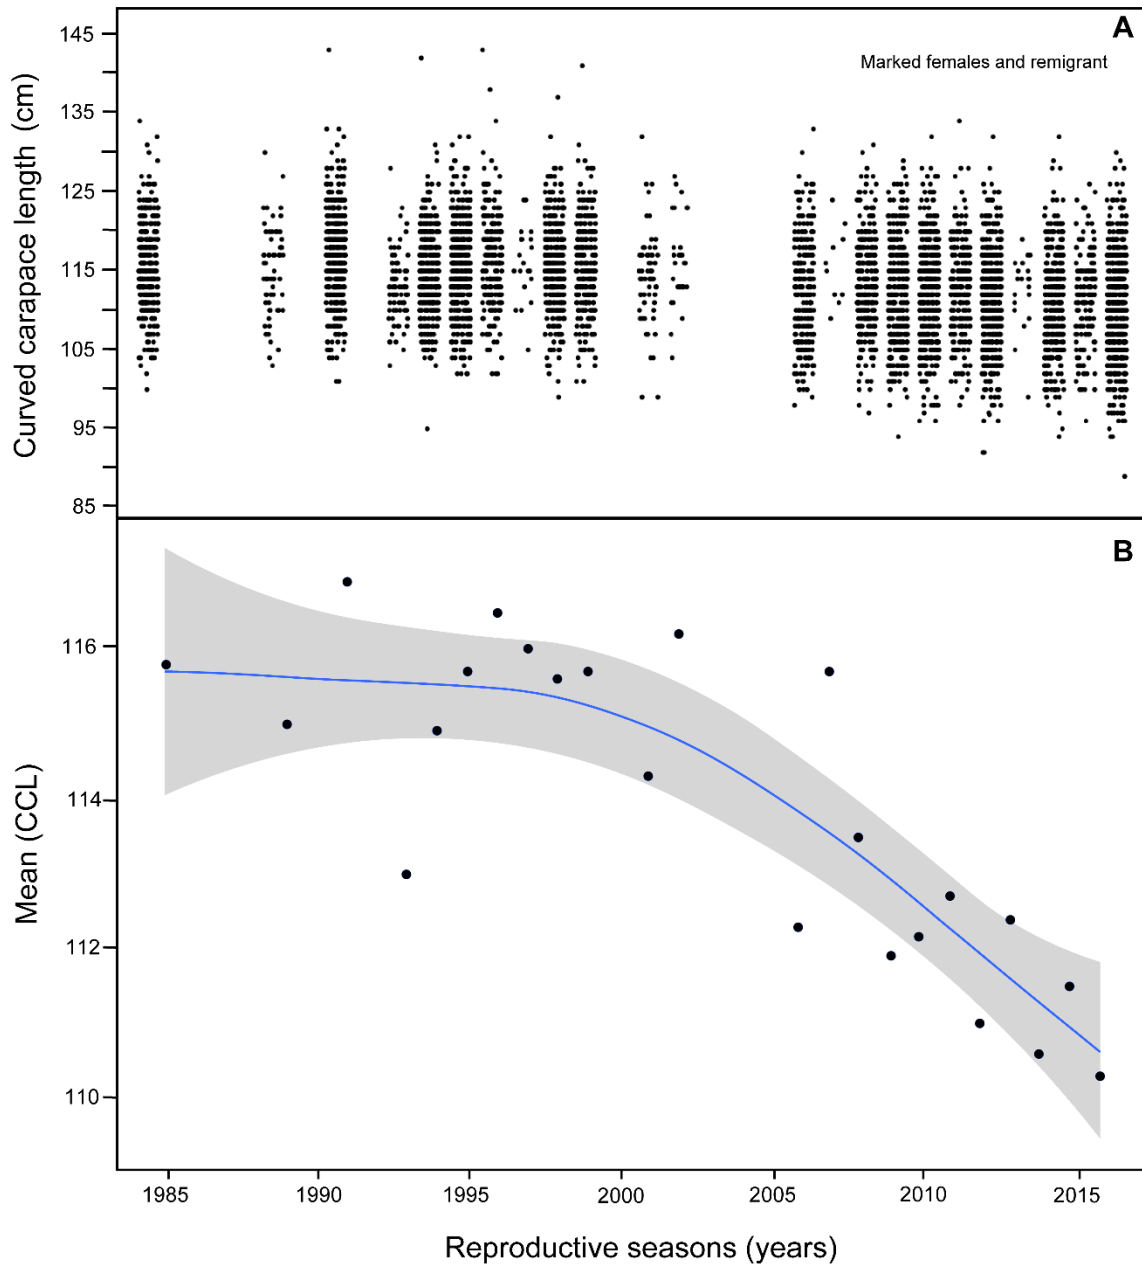 A
Marked females and remigrant
Curved carapace length (cm)
145
135
125
115
105
95
85
B
Mean (CCL)
116
114
112
110
1985 1990 1995 2000 2005 2010 2015
Reproductive seasons (years)